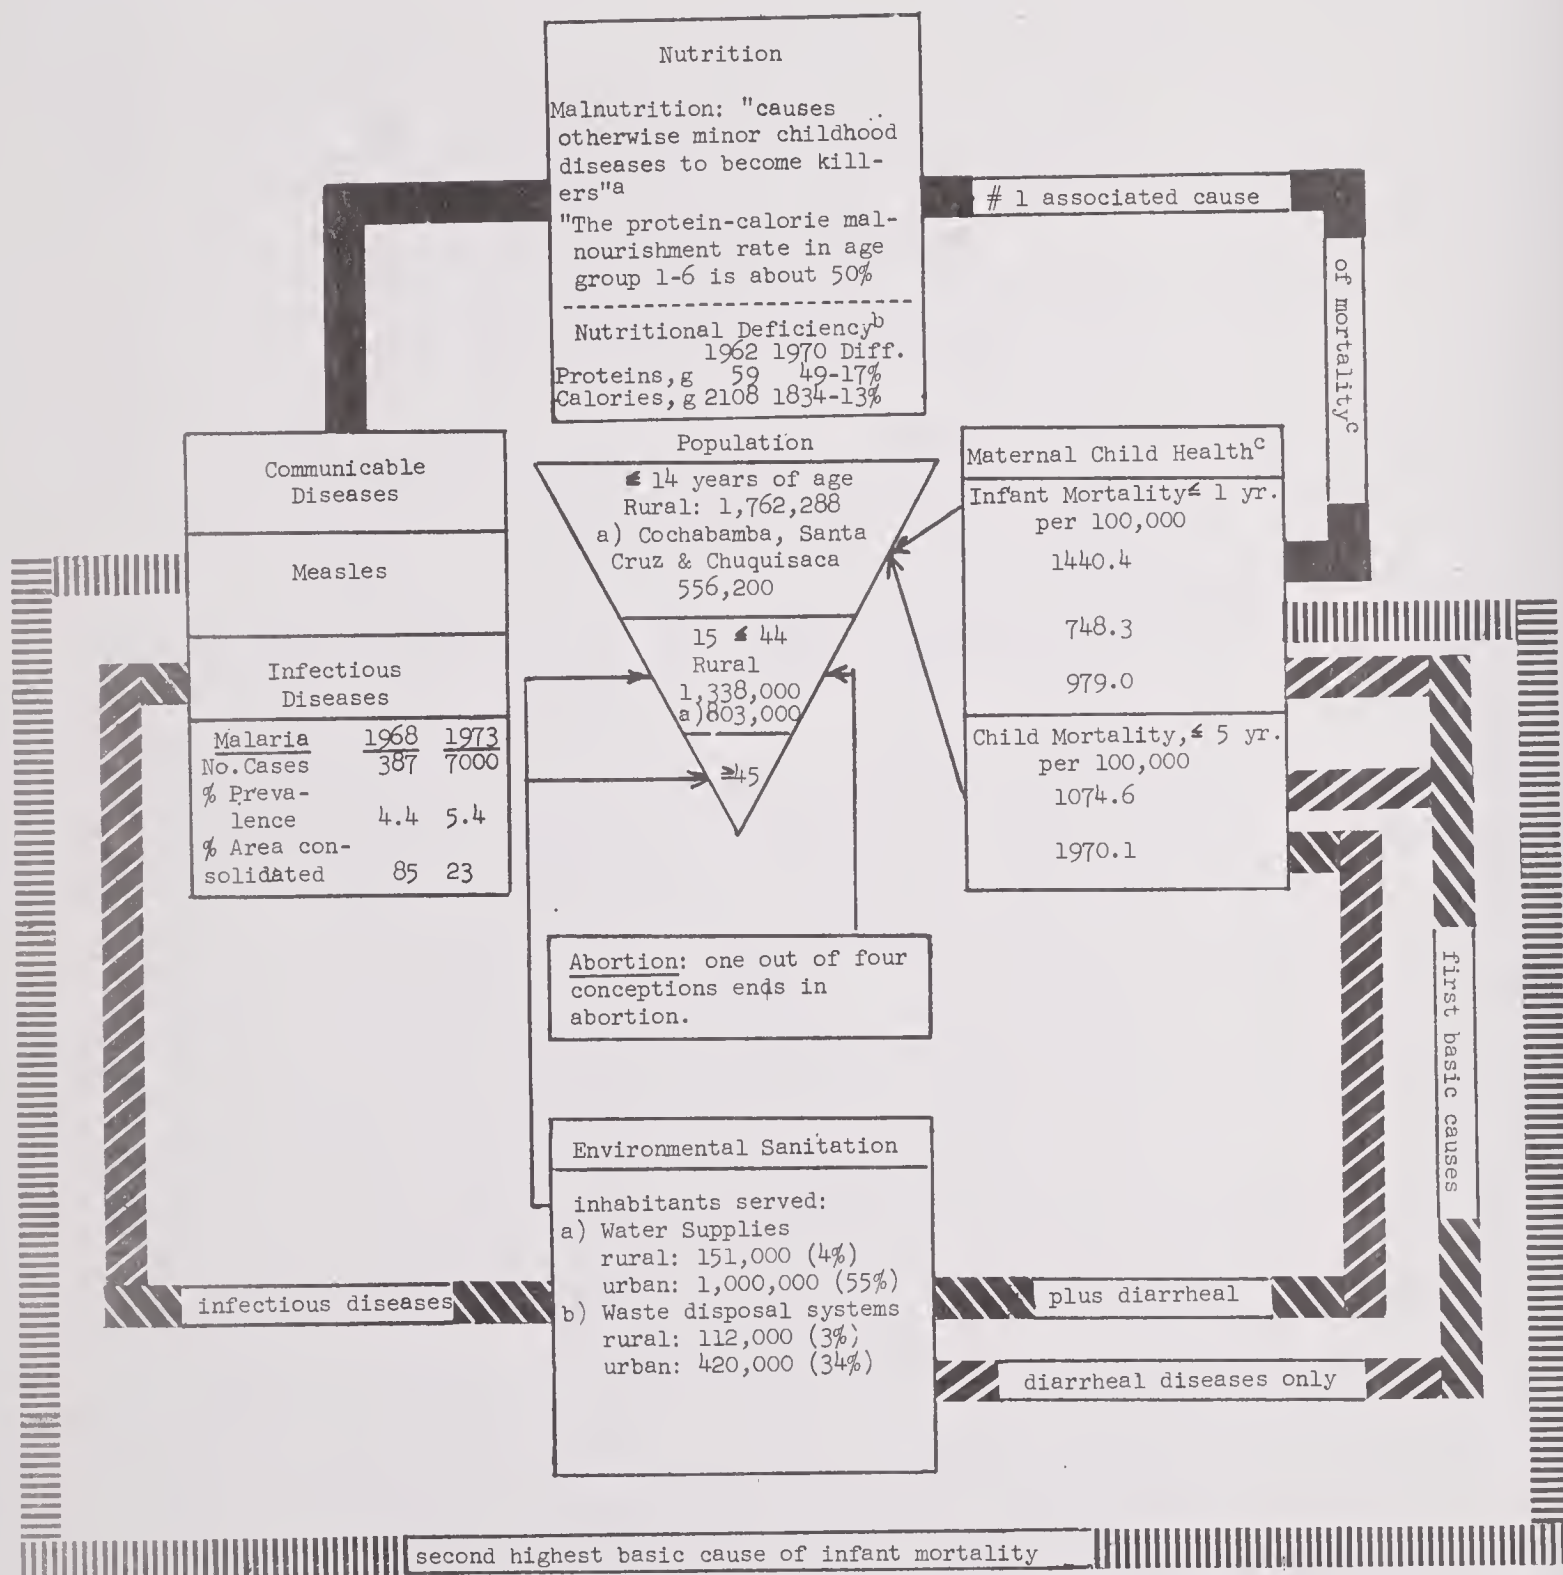 Nutrition
Malnutrition: "causes
otherwise minor childhood
diseases to become kill-
ers"a
"The protein-calorie mal-
nourishment rate in age
group 1-6 is about 50%
Nutritional Deficiencyb
1962 1970 Diff.
Proteins,g 59 49-17%
Calories,g 2108 1834-13%
# 1 associated cause
of mortalityc
Communicable
Diseases
Measles
Infectious
Diseases
Malaria 1968 1973
No.Cases 387 7000
% Preva-
lence 4.4 5.4
% Area con-
solidated 85 23
Population
≤ 14 years of age
Rural: 1,762,288
a) Cochabamba, Santa
Cruz & Chuquisaca
556,200
15 ≤ 44
Rural
1,338,000
a)803,000
≥45
Maternal Child Healthc
Infant Mortality≤ 1 yr.
per 100,000
1440.4
748.3
979.0
Child Mortality,≤ 5 yr.
per 100,000
1074.6
1970.1
Abortion: one out of four
conceptions ends in
abortion.
first basic causes
Environmental Sanitation
inhabitants served:
a) Water Supplies
rural: 151,000 (4%)
urban: 1,000,000 (55%)
b) Waste disposal systems
rural: 112,000 (3%)
urban: 420,000 (34%)
infectious diseases
plus diarrheal
diarrheal diseases only
second highest basic cause of infant mortality